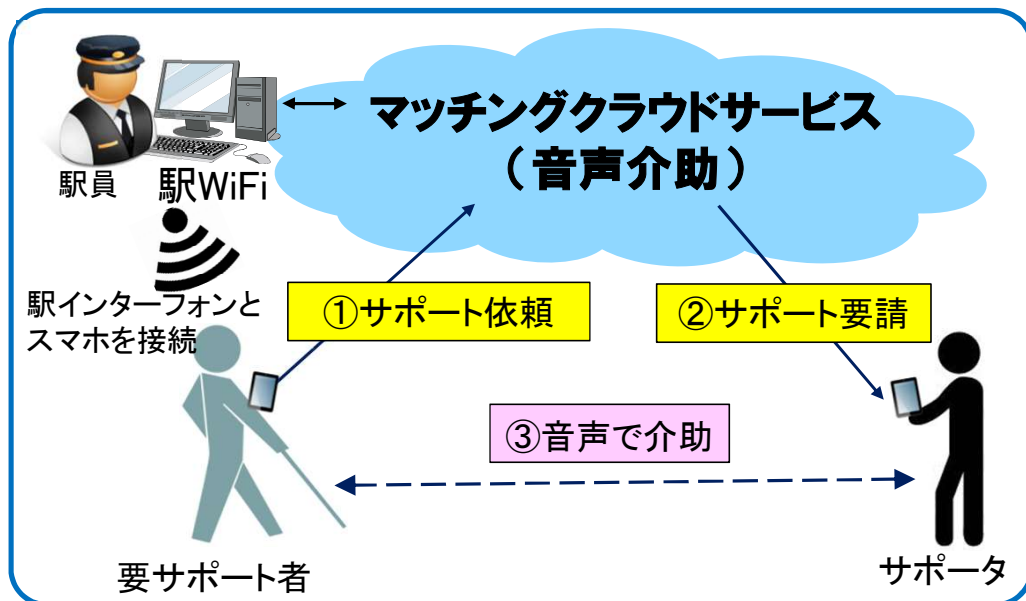 マッチングクラウドサービス
（音声介助）
駅員
駅WiFi
駅インターフォンと
スマホを接続
①サポート依頼
②サポート要請
③音声で介助
要サポート者
サポータ